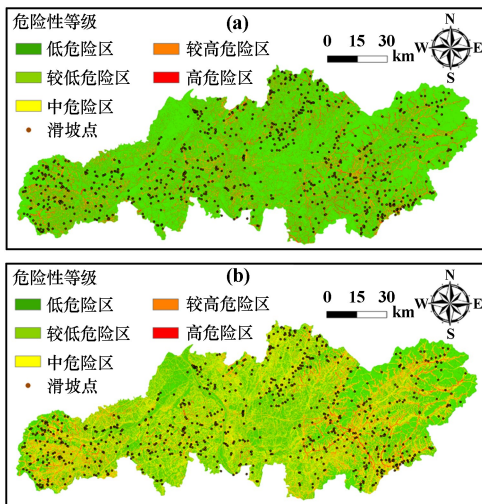 (a)
危险性等级
低危险区
较高危险区
较低危险区
高危险区
中危险区
滑坡点
0 15 30
km
N
W
E
S
(b)
危险性等级
低危险区
较高危险区
较低危险区
高危险区
中危险区
滑坡点
0 15 30
km
N
W
E
S